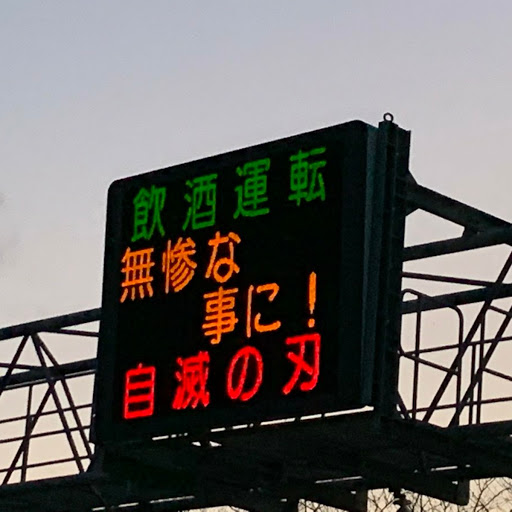 飲酒運転
無惨な
事に！
自滅の刃